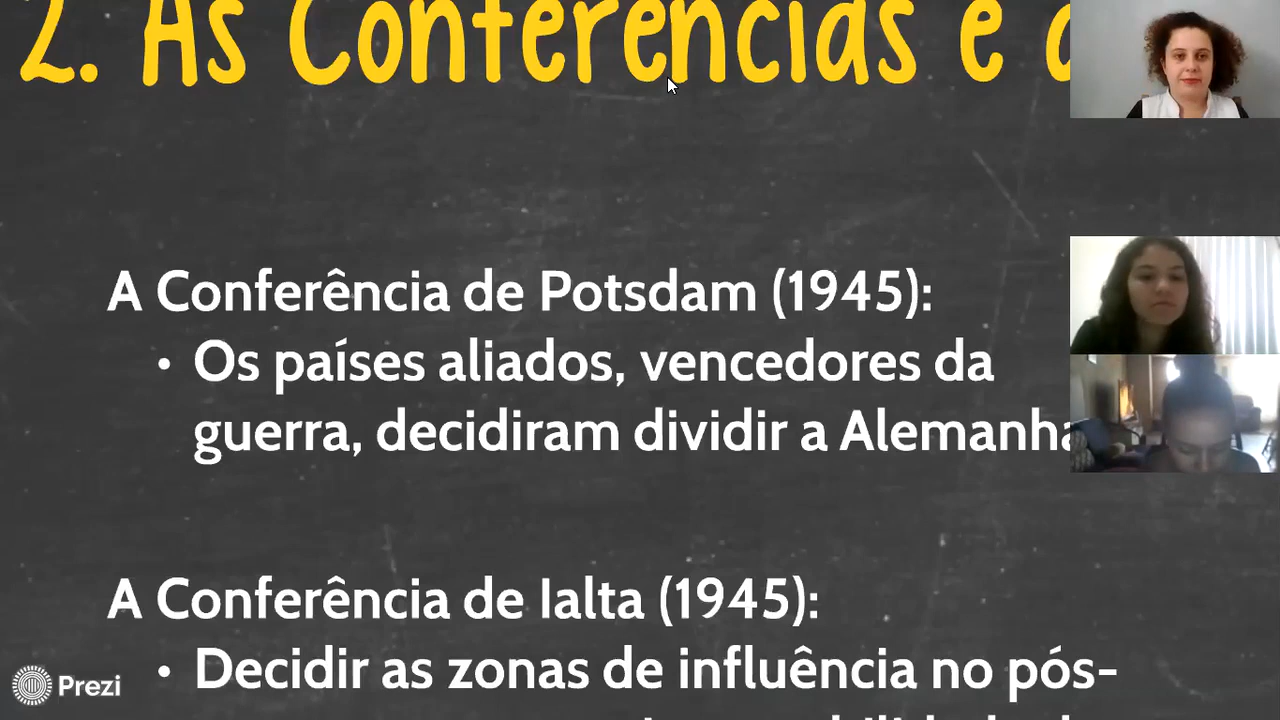 2. As Conferências e
A Conferência de Potsdam (1945):
• Os países aliados, vencedores da
guerra, decidiram dividir a Alemanha
A Conferência de Ialta (1945):
• Decidir as zonas de influência no pós-
Prezi